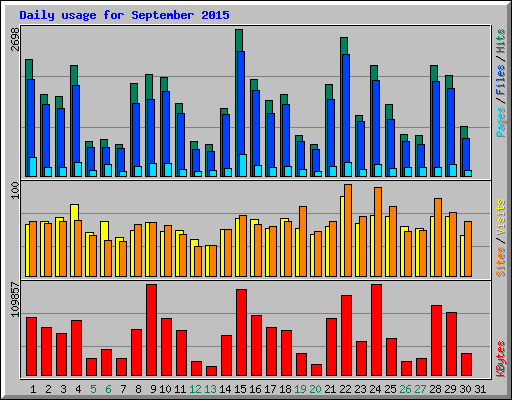 Daily usage for September 2015
2698
Pages / Files / Hits
100
Sites / Visits
109857
KBytes
1 2 3 4 5 6 7 8 9 10 11 12 13 14 15 16 17 18 19 20 21 22 23 24 25 26 27 28 29 30 31